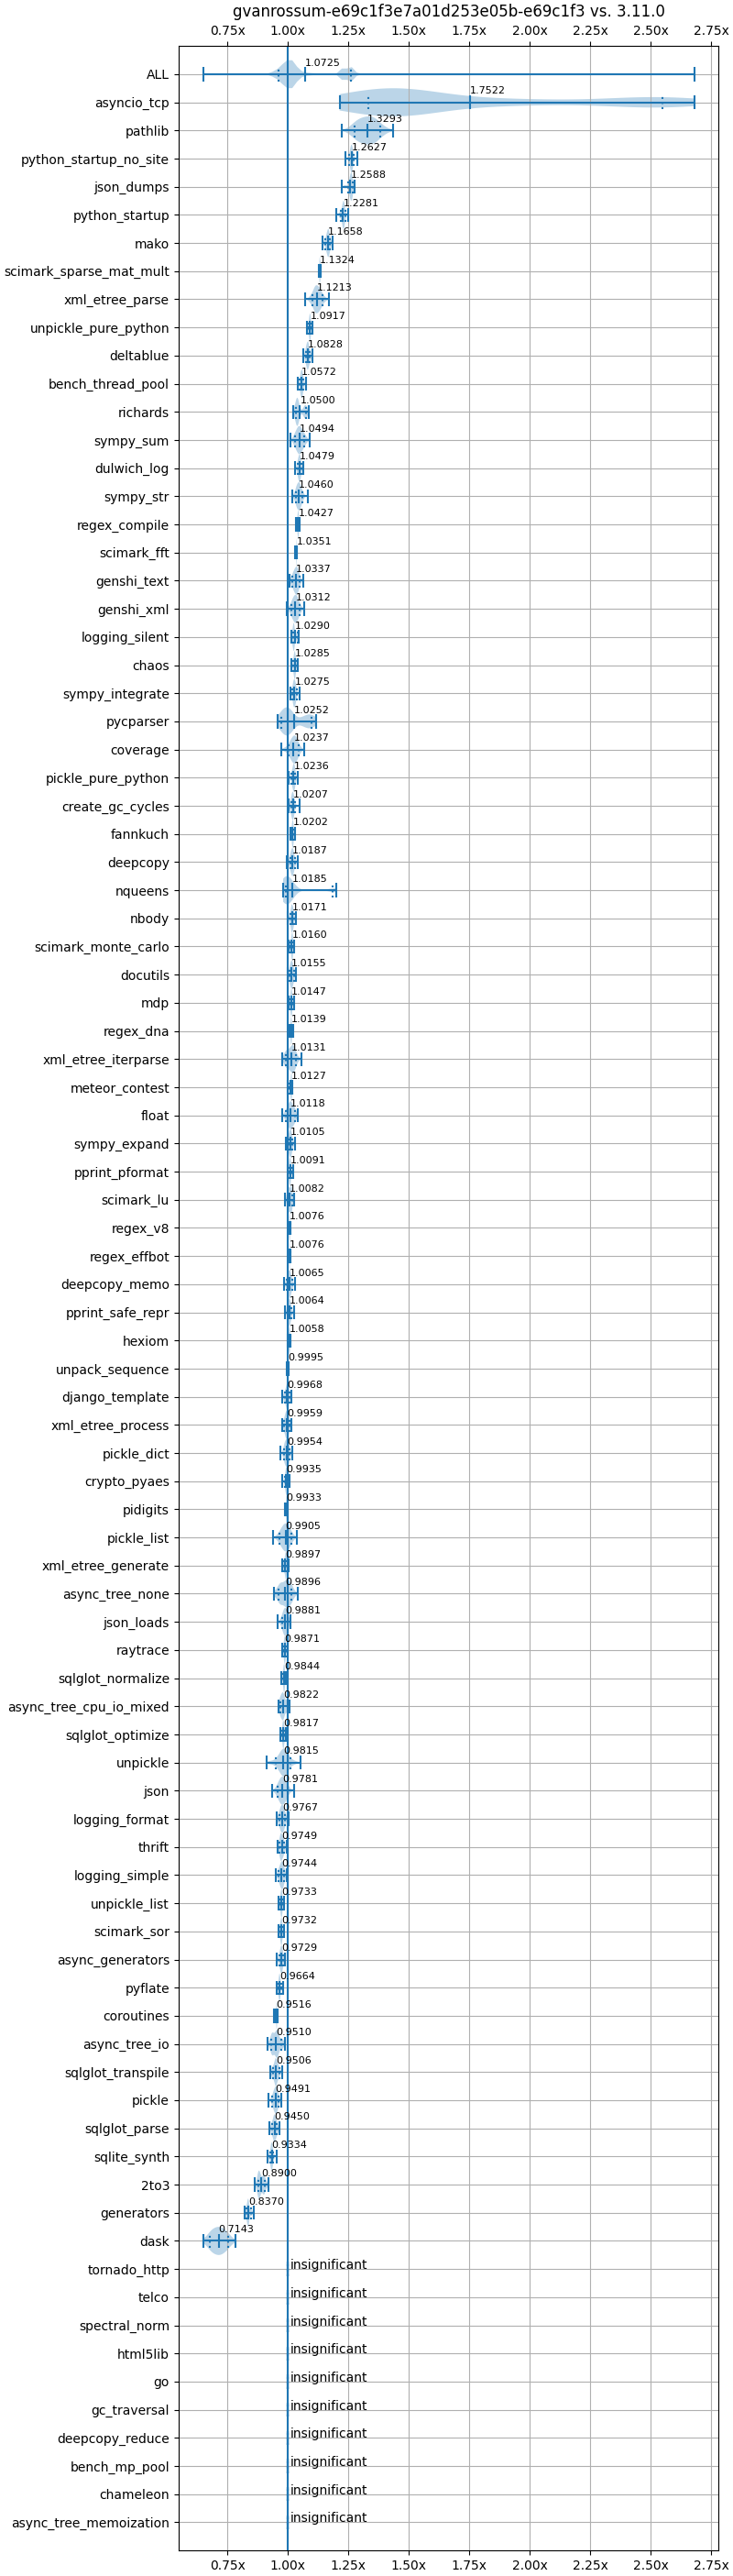 gvanrossum-e69c1f3e7a01d253e05b-e69c1f3 vs. 3.11.0
0.75x 1.00x 1.25x 1.50x 1.75x 2.00x 2.25x 2.50x 2.75x
ALL 1.0725
asyncio_tcp 1.7522
pathlib 1.3293
python_startup_no_site 1.2627
json_dumps 1.2588
python_startup 1.2281
mako 1.1658
scimark_sparse_mat_mult 1.1324
xml_etree_parse 1.1213
unpickle_pure_python 1.0917
deltablue 1.0828
bench_thread_pool 1.0572
richards 1.0500
sympy_sum 1.0494
dulwich_log 1.0479
sympy_str 1.0460
regex_compile 1.0427
scimark_fft 1.0351
genshi_text 1.0337
genshi_xml 1.0312
logging_silent 1.0290
chaos 1.0285
sympy_integrate 1.0275
pycparser 1.0252
coverage 1.0237
pickle_pure_python 1.0236
create_gc_cycles 1.0207
fannkuch 1.0202
deepcopy 1.0187
nqueens 1.0185
nbody 1.0171
scimark_monte_carlo 1.0160
docutils 1.0155
mdp 1.0147
regex_dna 1.0139
xml_etree_iterparse 1.0131
meteor_contest 1.0127
float 1.0118
sympy_expand 1.0105
pprint_pformat 1.0091
scimark_lu 1.0082
regex_v8 1.0076
regex_effbot 1.0076
deepcopy_memo 1.0065
pprint_safe_repr 1.0064
hexiom 1.0058
unpack_sequence 0.9995
django_template 0.9968
xml_etree_process 0.9959
pickle_dict 0.9954
crypto_pyaes 0.9935
pidigits 0.9933
pickle_list 0.9905
xml_etree_generate 0.9897
async_tree_none 0.9896
json_loads 0.9881
raytrace 0.9871
sqlglot_normalize 0.9844
async_tree_cpu_io_mixed 0.9822
sqlglot_optimize 0.9817
unpickle 0.9815
json 0.9781
logging_format 0.9767
thrift 0.9749
logging_simple 0.9744
unpickle_list 0.9733
scimark_sor 0.9732
async_generators 0.9729
pyflate 0.9664
coroutines 0.9516
async_tree_io 0.9510
sqlglot_transpile 0.9506
pickle 0.9491
sqlglot_parse 0.9450
sqlite_synth 0.9334
2to3 0.8900
generators 0.8370
dask 0.7143
tornado_http insignificant
telco insignificant
spectral_norm insignificant
html5lib insignificant
go insignificant
gc_traversal insignificant
deepcopy_reduce insignificant
bench_mp_pool insignificant
chameleon insignificant
async_tree_memoization insignificant
0.75x 1.00x 1.25x 1.50x 1.75x 2.00x 2.25x 2.50x 2.75x